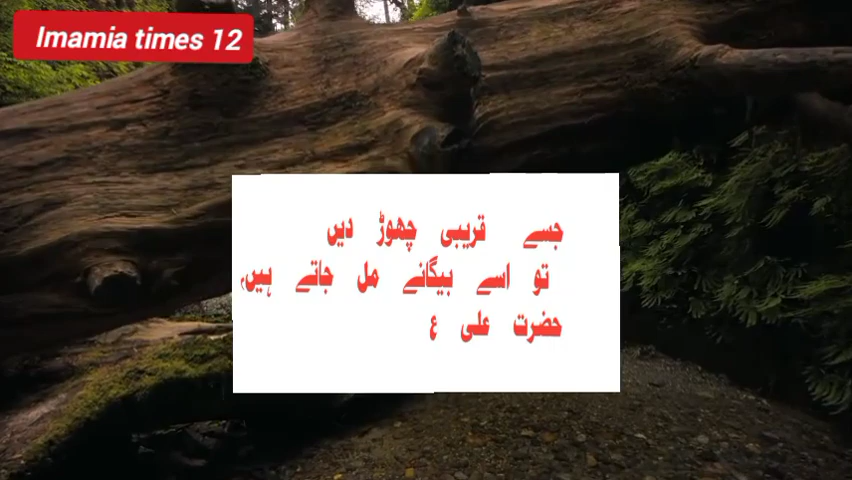 Imamia times 12
جسے قریبی چھوڑ دیں
تو اسے بیگانے مل جاتے ہیں،
حضرت علی ع